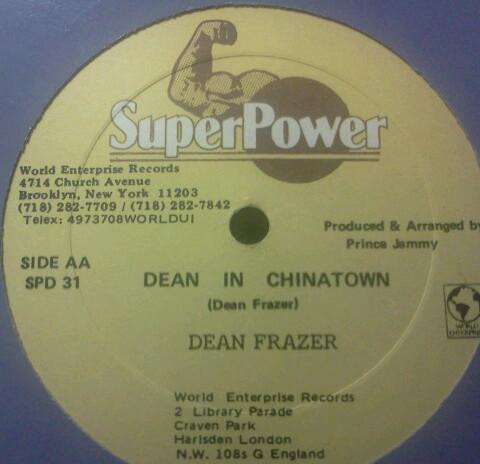 SuperPower
World Enterprise Records
4714 Church Avenue
Brooklyn, New York 11203
(718) 282-7709 / (718) 282-7842
Telex: 4973708WORLDUI
Produced & Arranged by
Prince Jammy
SIDE AA
SPD 31
DEAN IN CHINATOWN
(Dean Frazer)
DEAN FRAZER
WORLD
ENTERPRISE
World Enterprise Records
2 Library Parade
Craven Park
Harlsden London
N.W. 108s G England